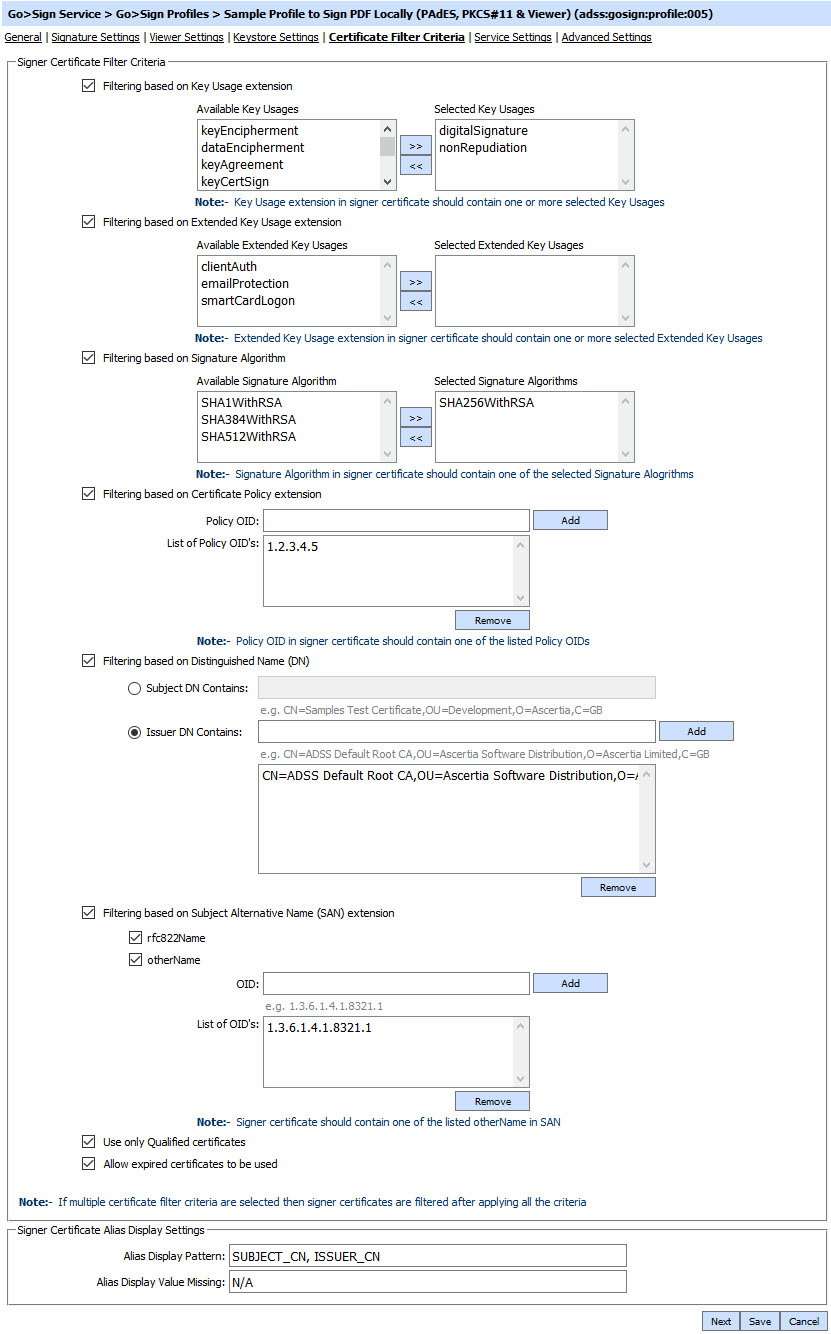 Go>Sign Service > Go>Sign Profiles > Sample Profile to Sign PDF Locally (PAdES, PKCS#11 & Viewer) (adss:gosign:profile:005)
General | Signature Settings | Viewer Settings | Keystore Settings | Certificate Filter Criteria | Service Settings | Advanced Settings
Signer Certificate Filter Criteria
Filtering based on Key Usage extension
Available Key Usages
Selected Key Usages
keyEncipherment
dataEncipherment
keyAgreement
keyCertSign
>>
<<
digitalSignature
nonRepudiation
Note:- Key Usage extension in signer certificate should contain one or more selected Key Usages
Filtering based on Extended Key Usage extension
Available Extended Key Usages
Selected Extended Key Usages
clientAuth
emailProtection
smartCardLogon
>>
<<
Note:- Extended Key Usage extension in signer certificate should contain one or more selected Extended Key Usages
Filtering based on Signature Algorithm
Available Signature Algorithm
Selected Signature Algorithms
SHA1WithRSA
SHA384WithRSA
SHA512WithRSA
>>
<<
SHA256WithRSA
Note:- Signature Algorithm in signer certificate should contain one of the selected Signature Alogrithms
Filtering based on Certificate Policy extension
Policy OID:
Add
List of Policy OID's:
1.2.3.4.5
Remove
Note:- Policy OID in signer certificate should contain one of the listed Policy OIDs
Filtering based on Distinguished Name (DN)
Subject DN Contains:
e.g. CN=Samples Test Certificate,OU=Development,O=Ascertia,C=GB
Issuer DN Contains:
Add
e.g. CN=ADSS Default Root CA,OU=Ascertia Software Distribution,O=Ascertia Limited,C=GB
CN=ADSS Default Root CA,OU=Ascertia Software Distribution,O=
Remove
Filtering based on Subject Alternative Name (SAN) extension
rfc822Name
otherName
OID:
Add
e.g. 1.3.6.1.4.1.8321.1
List of OID's:
1.3.6.1.4.1.8321.1
Remove
Note:- Signer certificate should contain one of the listed otherName in SAN
Use only Qualified certificates
Allow expired certificates to be used
Note:- If multiple certificate filter criteria are selected then signer certificates are filtered after applying all the criteria
Signer Certificate Alias Display Settings
Alias Display Pattern:
SUBJECT_CN, ISSUER_CN
Alias Display Value Missing:
N/A
Next
Save
Cancel